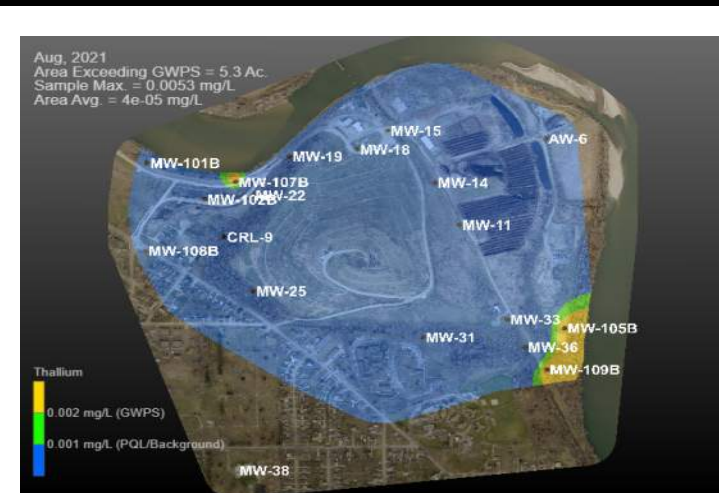 Aug, 2021
Area Exceeding GWPS = 5.3 Ac.
Sample Max. = 0.0053 mg/L
Area Avg. = 4e-05 mg/L
MW-15
AW-6
MW-18
MW-19
MW-101B
MW-107B
MW-14
MW-22
MW-102B
MW-11
CRL-9
MW-108B
MW-25
MW-33
MW-105B
MW-31
MW-36
MW-109B
Thallium
0.002 mg/L (GWPS)
0.001 mg/L (PQL/Background)
MW-38